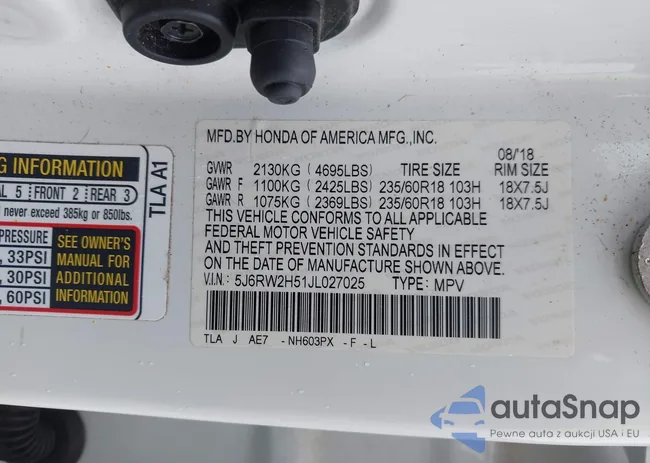 MFD.BY HONDA OF AMERICA MFG.,INC.
08/'18
GVWR 2130KG (4695LBS) TIRE SIZE RIM SIZE
GAWR F 1100KG (2425LBS) 235/60R18 103H 18X7.5J
GAWR R 1075KG (2369LBS) 235/60R18 103H 18X7.5J
THIS VEHICLE CONFORMS TO ALL APPLICABLE
FEDERAL MOTOR VEHICLE SAFETY
AND THEFT PREVENTION STANDARDS IN EFFECT
ON THE DATE OF MANUFACTURE SHOWN ABOVE.
V.I.N: 5J6RW2H51JL027025 TYPE: MPV
TLA J AE7 -NH603PX -F -L
INFORMATION
5 FRONT 2 REAR 3
never exceed 385kg or 850lbs.
PRESSURE
33PSI
30PSI
60PSI
SEE OWNER'S
MANUAL FOR
ADDITIONAL
INFORMATION
TLA A1
autoSnap
Pewne auta z aukcji USA i EU